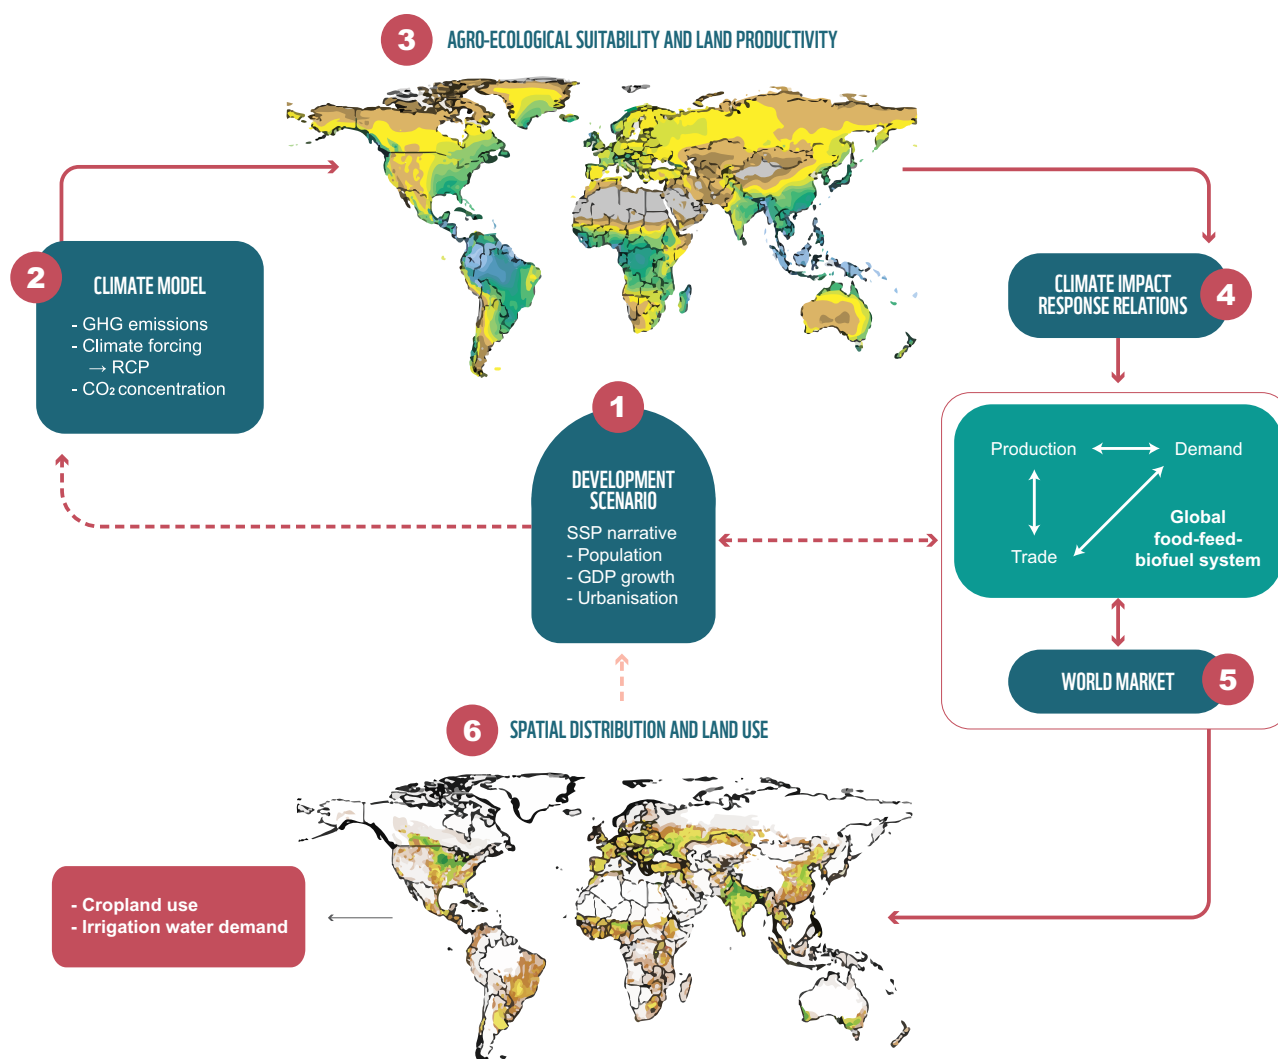 3
AGRO-ECOLOGICAL SUITABILITY AND LAND PRODUCTIVITY
2
CLIMATE MODEL
- GHG emissions
- Climate forcing
→ RCP
- CO₂ concentration
CLIMATE IMPACT
RESPONSE RELATIONS
4
1
DEVELOPMENT
SCENARIO
SSP narrative
- Population
- GDP growth
- Urbanisation
Production
Demand
Trade
Global
food-feed-
biofuel system
WORLD MARKET
5
6
SPATIAL DISTRIBUTION AND LAND USE
- Cropland use
- Irrigation water demand